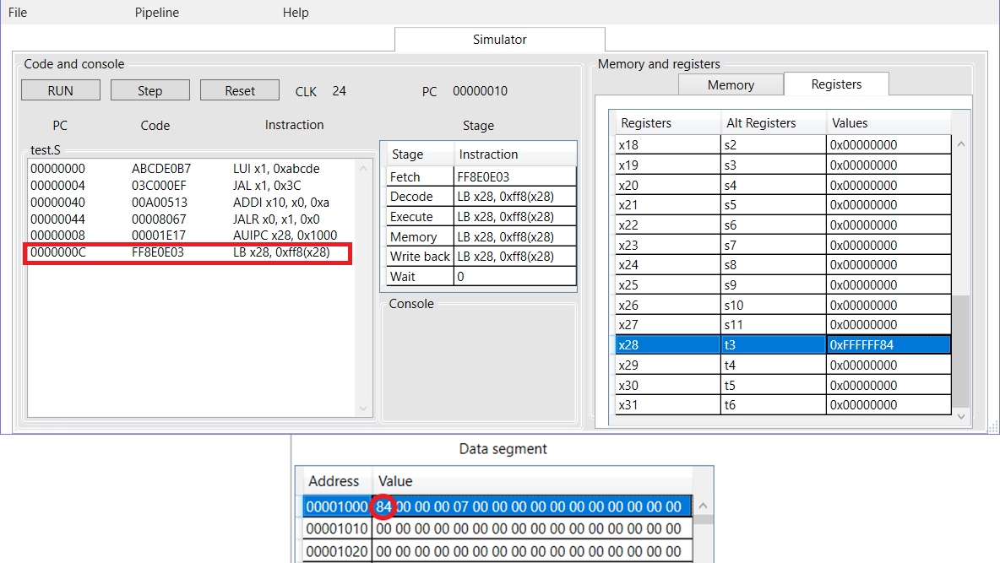 File Pipeline Help
Simulator
Code and console
RUN Step Reset CLK 24 PC 00000010
PC Code Instraction
test.S
00000000 ABCDE0B7 LUI x1, 0xabcde
00000004 03C000EF JAL x1, 0x3C
00000040 00A00513 ADDI x10, x0, 0xa
00000044 00008067 JALR x0, x1, 0x0
00000008 00001E17 AUIPC x28, 0x1000
0000000C FF8E0E03 LB x28, 0xff8(x28)
Stage
Stage Instraction
Fetch FF8E0E03
Decode LB x28, 0xff8(x28)
Execute LB x28, 0xff8(x28)
Memory LB x28, 0xff8(x28)
Write back LB x28, 0xff8(x28)
Wait 0
Console
Memory and registers
Memory Registers
Registers Alt Registers Values
x18 s2 0x00000000
x19 s3 0x00000000
x20 s4 0x00000000
x21 s5 0x00000000
x22 s6 0x00000000
x23 s7 0x00000000
x24 s8 0x00000000
x25 s9 0x00000000
x26 s10 0x00000000
x27 s11 0x00000000
x28 t3 0xFFFFFF84
x29 t4 0x00000000
x30 t5 0x00000000
x31 t6 0x00000000
Data segment
Address Value
00001000 84 00 00 00 07 00 00 00 00 00 00 00 00 00 00 00
00001010 00 00 00 00 00 00 00 00 00 00 00 00 00 00 00 00
00001020 00 00 00 00 00 00 00 00 00 00 00 00 00 00 00 00